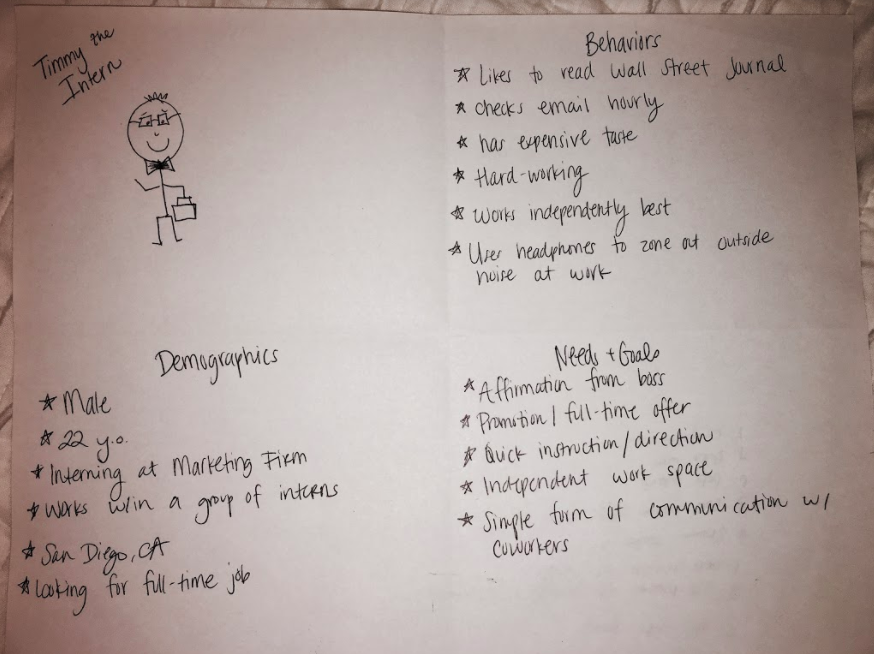 Timmy the
Intern
Behaviors
☆ Likes to read Wall Street Journal
☆ checks email hourly
☆ has expensive taste
☆ Hard-working
☆ Works independently best
☆ Uses headphones to zone out outside
noise at work
Demographics
☆ Male
☆ 22 y.o.
☆ Interning at Marketing Firm
☆ Works w/in a group of interns
☆ San Diego, CA
☆ Looking for full-time job
Needs + Goals
☆ Affirmation from boss
☆ Promotion / full-time offer
☆ Quick instruction / direction
☆ Independent work space
☆ Simple form of communication w/
coworkers